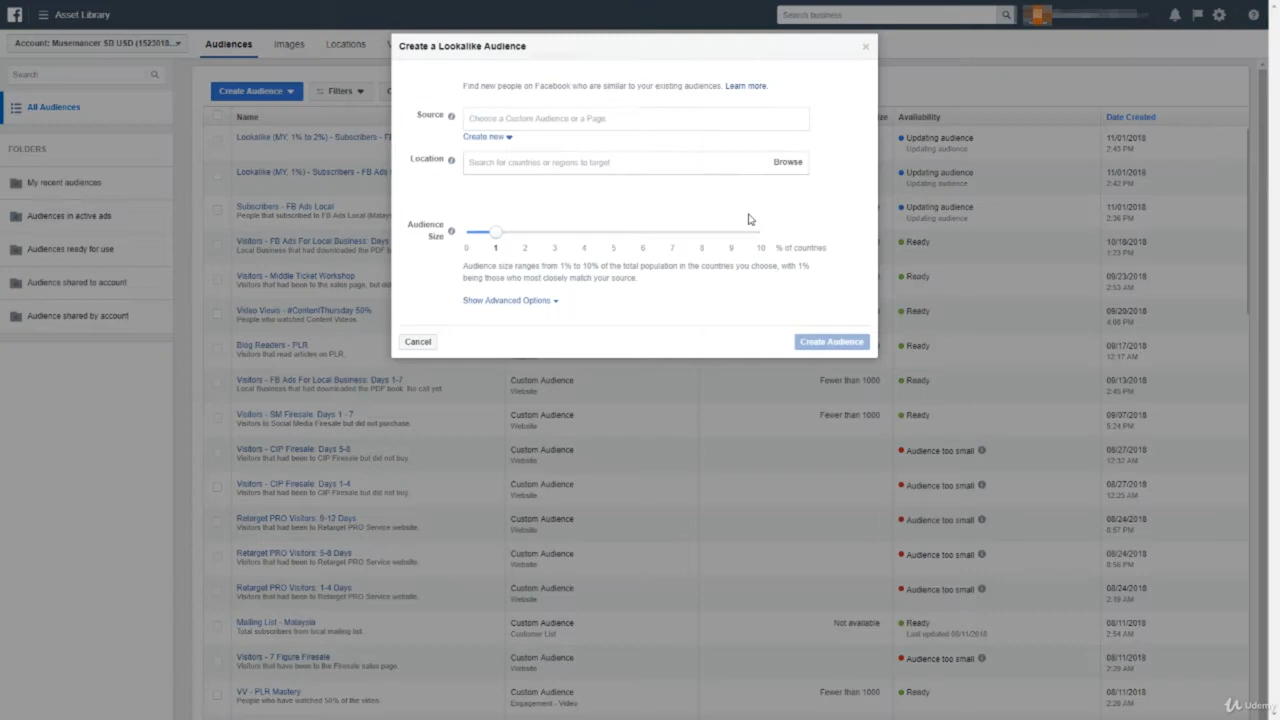 Asset Library
Search business
Account: Musemancer SB USD (1523018...
Audiences
Images
Locations
Search
All Audiences
FOLDERS
My recent audiences
Audiences in active ads
Audiences ready for use
Audience shared to account
Audience shared by account
Create Audience
Filters
Name
Availability
Date Created
Create a Lookalike Audience
Find new people on Facebook who are similar to your existing audiences. Learn more.
Source
Choose a Custom Audience or a Page.
Create new
Location
Search for countries or regions to target
Browse
Audience
Size
0 1 2 3 4 5 6 7 8 9 10 % of countries
Audience size ranges from 1% to 10% of the total population in the countries you choose, with 1%
being those who most closely match your source.
Show Advanced Options
Cancel
Create Audience
Lookalike (MY, 1% to 2%) - Subscribers - F
Updating audience
Updating audience
11/01/2018
2:45 PM
Lookalike (MY, 1%) - Subscribers - FB Ads
Updating audience
Updating audience
11/01/2018
2:42 PM
Subscribers - FB Ads Local
People that subscribed to FB Ads Local (Malay
Updating audience
Updating audience
11/01/2018
2:36 PM
Visitors - FB Ads For Local Business: Days
Local Business that had downloaded the PDF b
Ready
10/18/2018
1:23 PM
Visitors - Middle Ticket Workshop
Visitors that had been to the sales page, but di
Ready
09/23/2018
2:53 AM
Video Views - #ContentThursday 50%
People who watched Content Videos.
Ready
09/20/2018
4:06 PM
Blog Readers - PLR
Visitors that read articles on PLR.
Website
Ready
09/17/2018
12:17 AM
Visitors - FB Ads For Local Business: Days 1-7
Local Business that had downloaded the PDF book. No call yet.
Custom Audience
Website
Fewer than 1000
Ready
09/13/2018
2:45 PM
Visitors - SM Firesale: Days 1 -7
Visitors to Social Media Firesale but did not purchase.
Custom Audience
Website
Fewer than 1000
Ready
09/07/2018
5:24 PM
Visitors - CIP Firesale: Days 5-8
Visitors that had been to CIP Firesale but did not buy.
Custom Audience
Website
Audience too small
08/27/2018
12:32 AM
Visitors - CIP Firesale: Days 1-4
Visitors that had been to CIP Firesale but did not buy.
Custom Audience
Website
Audience too small
08/27/2018
12:25 AM
Retarget PRO Visitors: 9-12 Days
Visitors that had been to Retarget PRO Service website.
Custom Audience
Website
Audience too small
08/24/2018
8:57 PM
Retarget PRO Visitors: 5-8 Days
Visitors that had been to Retarget PRO Service website.
Custom Audience
Website
Audience too small
08/24/2018
8:56 PM
Retarget PRO Visitors: 1-4 Days
Visitors that had been to Retarget PRO Service website.
Custom Audience
Website
Audience too small
08/24/2018
2:19 AM
Mailing List - Malaysia
Total subscribers from local mailing list.
Custom Audience
Customer List
Not available
Ready
Last updated 08/11/2018
08/11/2018
2:54 AM
Visitors - 7 Figure Firesale
Visitors that have been to the Firesale sales page.
Custom Audience
Website
Audience too small
08/11/2018
2:29 AM
VV - PLR Mastery
People who have watched 50% of the video.
Custom Audience
Engagement - Video
Fewer than 1000
Ready
08/11/2018
2:28 AM
Udemy